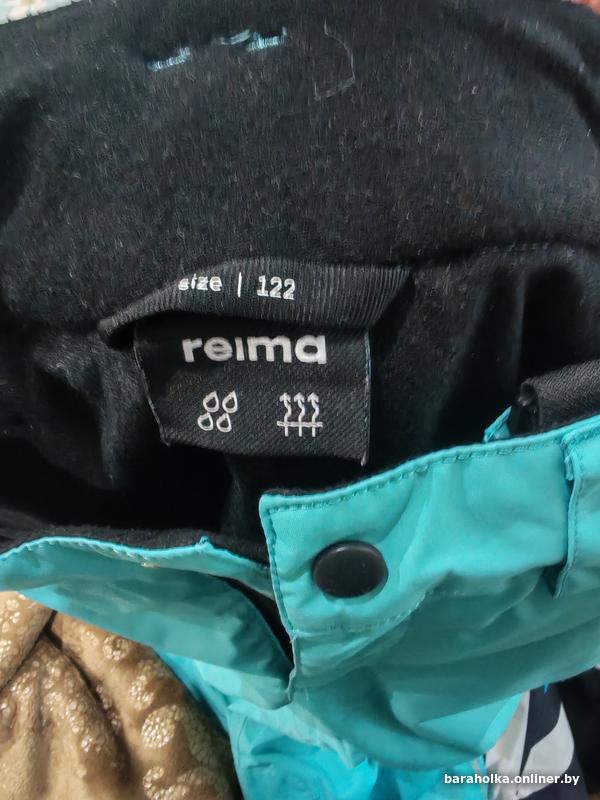 size | 122
reima
baraholka.onliner.by